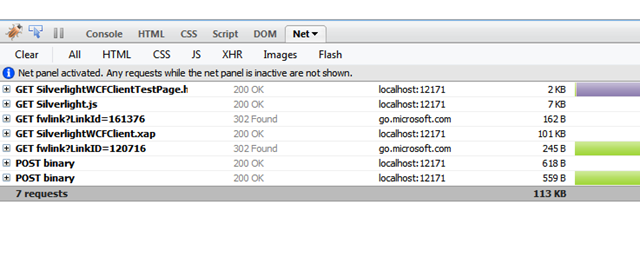 Console HTML CSS Script DOM Net
Clear All HTML CSS JS XHR Images Flash
Net panel activated. Any requests while the net panel is inactive are not shown.
GET SilverlightWCFClientTestPage.h 200 OK localhost:12171 2 KB
GET Silverlight.js 200 OK localhost:12171 7 KB
GET fwlink?LinkId=161376 302 Found go.microsoft.com 162 B
GET SilverlightWCFClient.xap 200 OK localhost:12171 101 KB
GET fwlink?LinkID=120716 302 Found go.microsoft.com 245 B
POST binary 200 OK localhost:12171 618 B
POST binary 200 OK localhost:12171 559 B
7 requests 113 KB